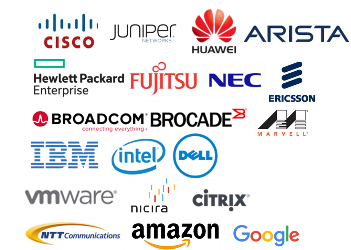 CISCO JUNIPER NETWORKS HUAWEI ARISTA
Hewlett Packard Enterprise FUJITSU NEC ERICSSON
BROADCOM connecting everything BROCADE MARVELL
IBM intel DELL
vmware nicira CITRIX
NTT Communications amazon Google